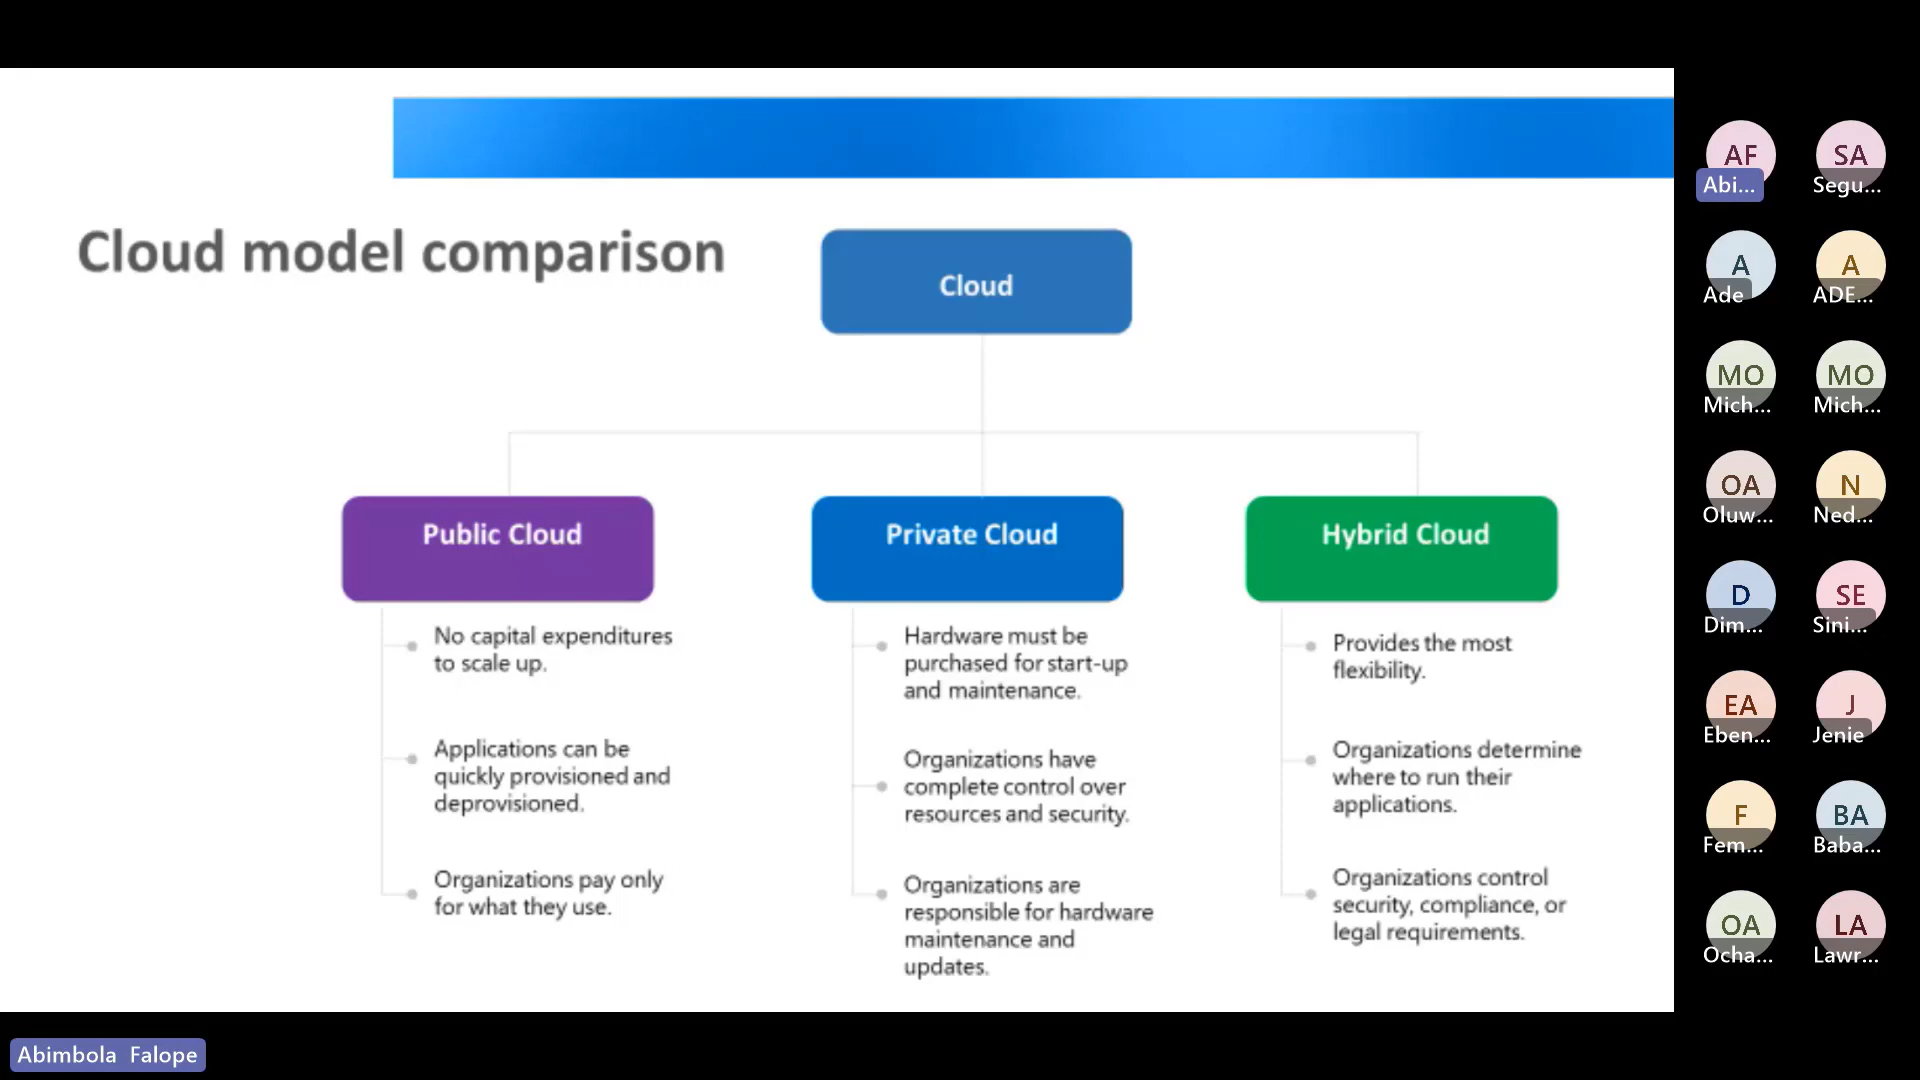 Cloud model comparison
Cloud
Public Cloud
No capital expenditures
to scale up.
Applications can be
quickly provisioned and
deprovisioned.
Organizations pay only
for what they use.
Private Cloud
Hardware must be
purchased for start-up
and maintenance.
Organizations have
complete control over
resources and security.
Organizations are
responsible for hardware
maintenance and
updates.
Hybrid Cloud
Provides the most
flexibility.
Organizations determine
where to run their
applications.
Organizations control
security, compliance, or
legal requirements.
AF
Abi...
SA
Segu...
A
Ade
A
ADE...
MO
Mich...
MO
Mich...
OA
Oluw...
N
Ned...
D
Dim...
SE
Sini...
EA
Eben...
J
Jenie
F
Fem...
BA
Baba...
OA
Ocha...
LA
Lawr...
Abimbola Falope